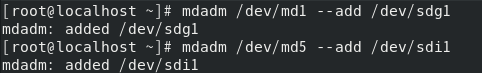 [root@localhost ~]# mdadm /dev/md1 --add /dev/sdg1
mdadm: added /dev/sdg1
[root@localhost ~]# mdadm /dev/md5 --add /dev/sdi1
mdadm: added /dev/sdi1